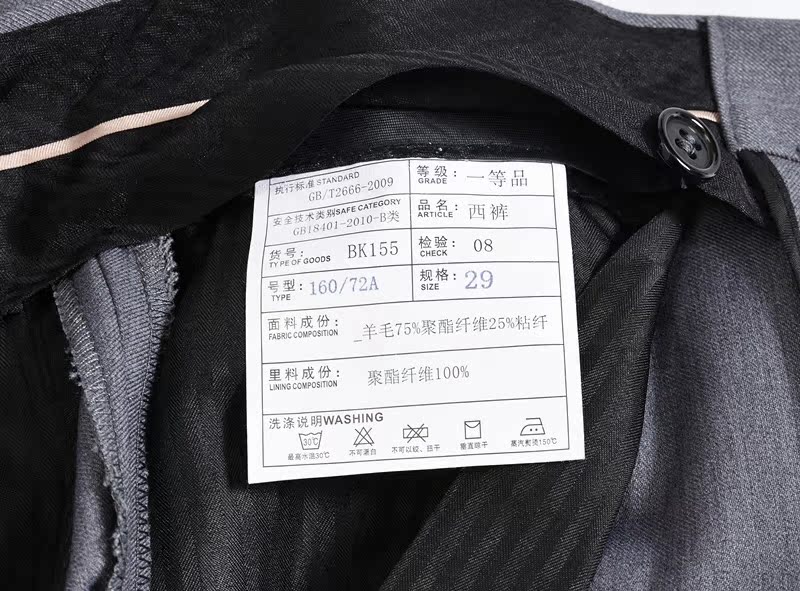 执行标准 STANDARD
GB/T2666-2009
等级:
GRADE
一等品
安全技术类别 SAFE CATEGORY
GB18401-2010-B类
品名:
ARTICLE
西裤
货号:
TYPE OF GOODS
BK155
检验:
CHECK
08
号型:
TYPE
160/72A
规格:
SIZE
29
面料成份:
FABRIC COMPOSITION
_羊毛75%聚酯纤维25%粘纤
里料成份:
LINING COMPOSITION
聚酯纤维100%
洗涤说明WASHING
30℃
最高水温30℃
不可漂白
不可以绞、拧干
垂直晾干
蒸汽熨烫150℃